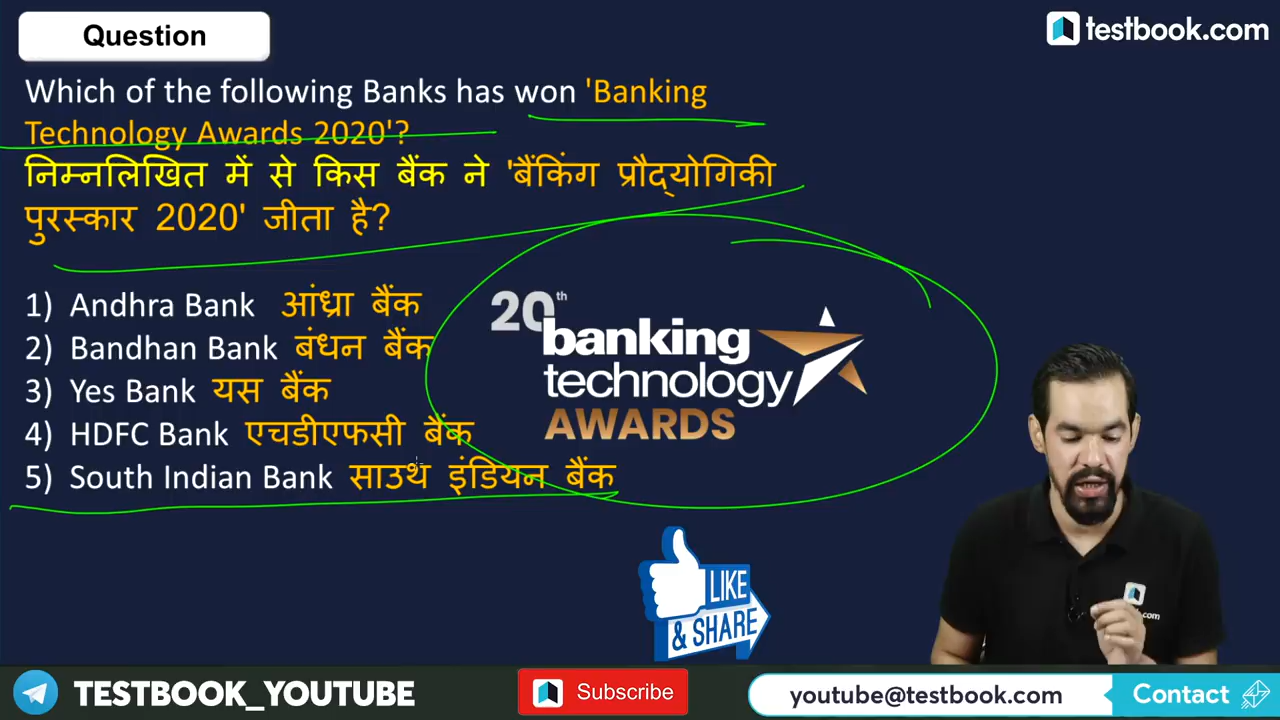 Question
testbook.com
Which of the following Banks has won 'Banking
Technology Awards 2020'?
निम्नलिखित में से किस बैंक ने 'बैंकिंग प्रौद्योगिकी
पुरस्कार 2020' जीता है?
1) Andhra Bank आंध्रा बैंक
2) Bandhan Bank बंधन बैंक
3) Yes Bank यस बैंक
4) HDFC Bank एचडीएफसी बैंक
5) South Indian Bank साउथ इंडियन बैंक
20th
banking
technology
AWARDS
LIKE
& SHARE
TESTBOOK_YOUTUBE
Subscribe
youtube@testbook.com
Contact